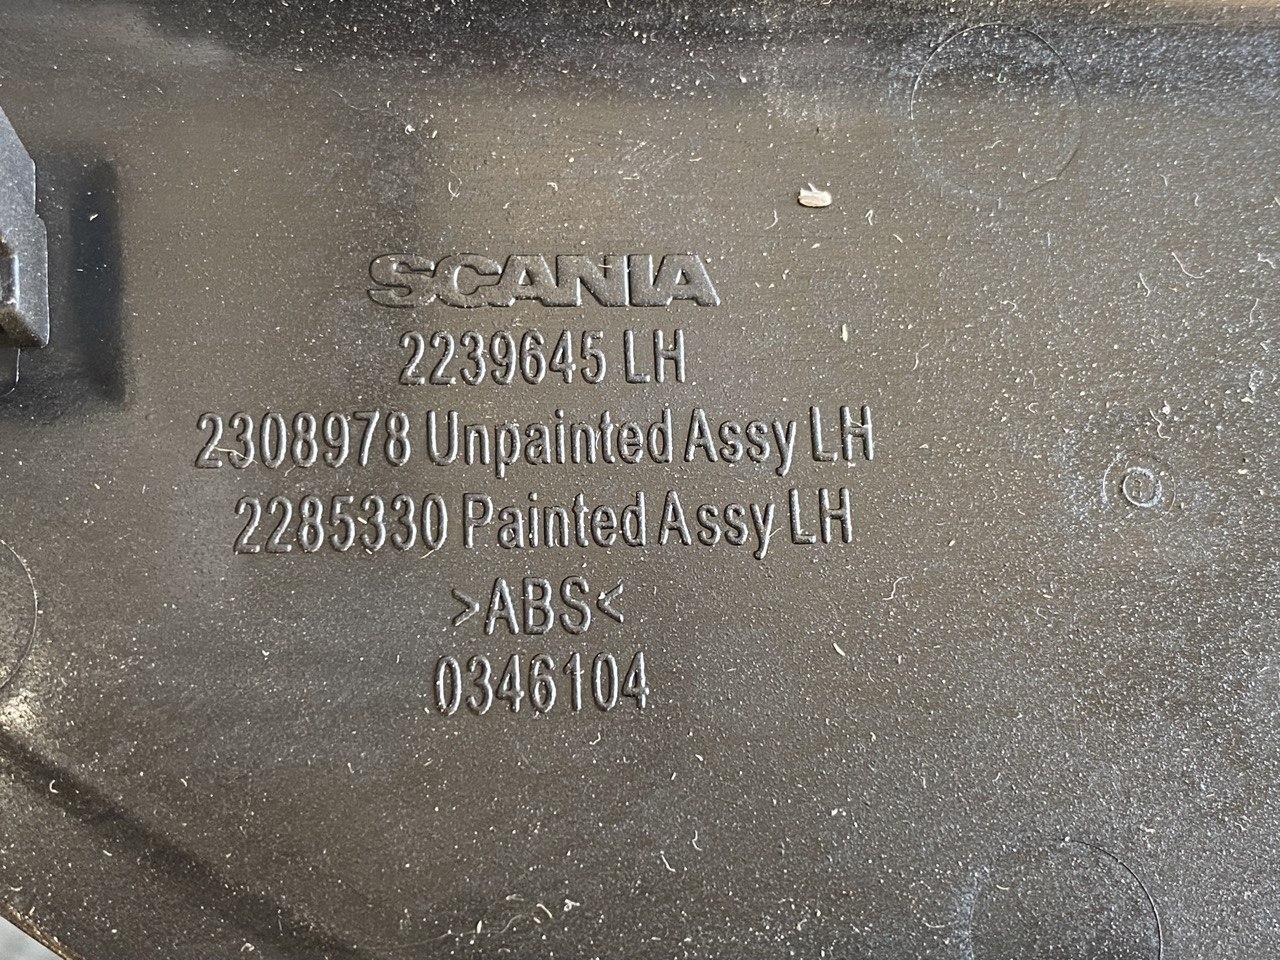 SCANIA
2239645 LH
2308978 Unpainted Assy LH
2285330 Painted Assy LH
>ABS<
0346104